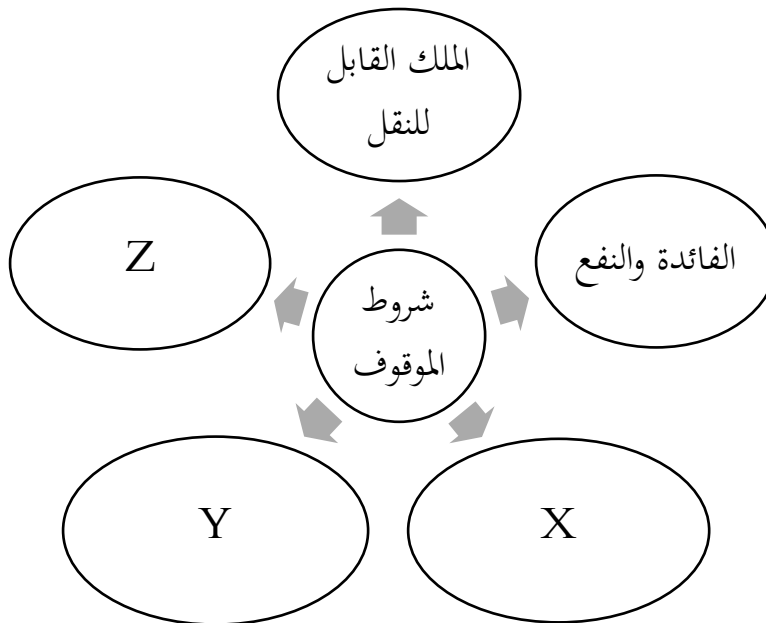 الملك القابل
للنقل
الفائدة والنفع
Z
شروط
الموقوف
Y
X